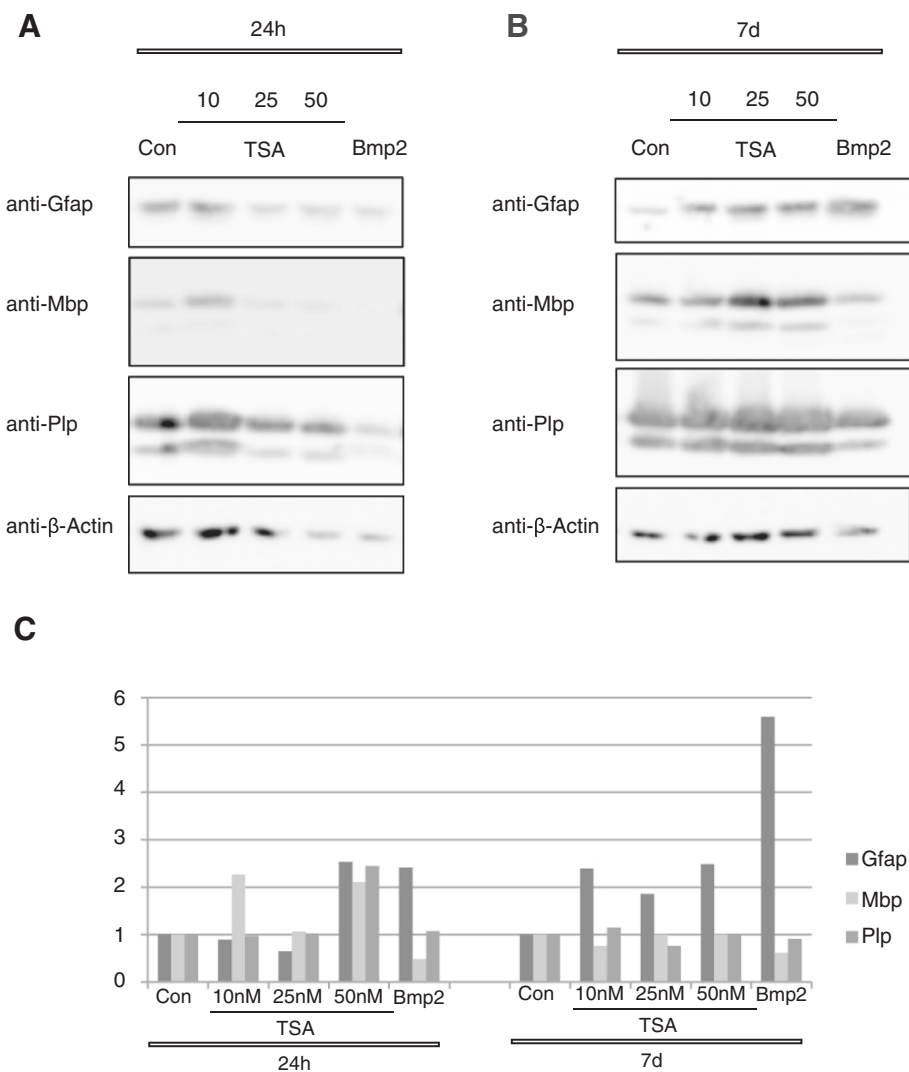 A
24h
10 25 50
Con TSA Bmp2
anti-Gfap
anti-Mbp
anti-Plp
anti-β-Actin
B
7d
10 25 50
Con TSA Bmp2
anti-Gfap
anti-Mbp
anti-Plp
anti-β-Actin
C
6
5
4
3
2
1
0
Gfap
Mbp
Plp
Con 10nM 25nM 50nM Bmp2 Con 10nM 25nM 50nM Bmp2
TSA TSA
24h 7d